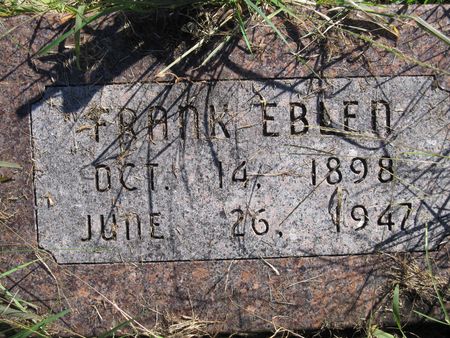 FRANK EBLEN
OCT. 14, 1898
JUNE 26, 1947